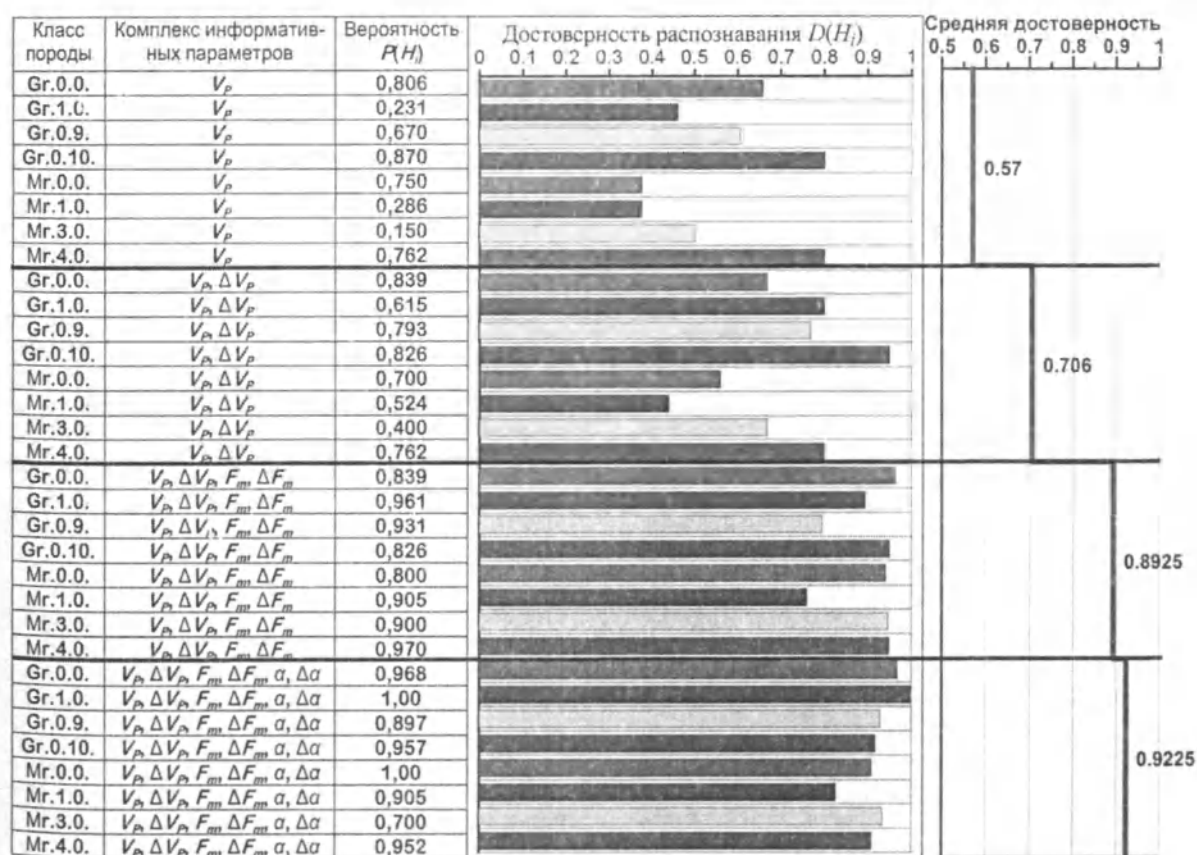 Класс породы Комплекс информатив-ных параметров Вероятность P(Hᵢ) Достоверность распознавания D(Hᵢ) Средняя достоверность
0 0.1 0.2 0.3 0.4 0.5 0.6 0.7 0.8 0.9 1 0.5 0.6 0.7 0.8 0.9 1
Gr.0.0. Vₚ 0,806
Gr.1.0. Vₚ 0,231
Gr.0.9. Vₚ 0,670
Gr.0.10. Vₚ 0,870
0.57
Mr.0.0. Vₚ 0,750
Mr.1.0. Vₚ 0,286
Mr.3.0. Vₚ 0,150
Mr.4.0. Vₚ 0,762
Gr.0.0. Vₚ, ΔVₚ 0,839
Gr.1.0. Vₚ, ΔVₚ 0,615
Gr.0.9. Vₚ, ΔVₚ 0,793
Gr.0.10. Vₚ, ΔVₚ 0,826
0.706
Mr.0.0. Vₚ, ΔVₚ 0,700
Mr.1.0. Vₚ, ΔVₚ 0,524
Mr.3.0. Vₚ, ΔVₚ 0,400
Mr.4.0. Vₚ, ΔVₚ 0,762
Gr.0.0. Vₚ, ΔVₚ, Fₘ, ΔFₘ 0,839
Gr.1.0. Vₚ, ΔVₚ, Fₘ, ΔFₘ 0,961
Gr.0.9. Vₚ, ΔVₚ, Fₘ, ΔFₘ 0,931
Gr.0.10. Vₚ, ΔVₚ, Fₘ, ΔFₘ 0,826
0.8925
Mr.0.0. Vₚ, ΔVₚ, Fₘ, ΔFₘ 0,800
Mr.1.0. Vₚ, ΔVₚ, Fₘ, ΔFₘ 0,905
Mr.3.0. Vₚ, ΔVₚ, Fₘ, ΔFₘ 0,900
Mr.4.0. Vₚ, ΔVₚ, Fₘ, ΔFₘ 0,970
Gr.0.0. Vₚ, ΔVₚ, Fₘ, ΔFₘ, α, Δα 0,968
Gr.1.0. Vₚ, ΔVₚ, Fₘ, ΔFₘ, α, Δα 1,00
Gr.0.9. Vₚ, ΔVₚ, Fₘ, ΔFₘ, α, Δα 0,897
Gr.0.10. Vₚ, ΔVₚ, Fₘ, ΔFₘ, α, Δα 0,957
0.9225
Mr.0.0. Vₚ, ΔVₚ, Fₘ, ΔFₘ, α, Δα 1,00
Mr.1.0. Vₚ, ΔVₚ, Fₘ, ΔFₘ, α, Δα 0,905
Mr.3.0. Vₚ, ΔVₚ, Fₘ, ΔFₘ, α, Δα 0,700
Mr.4.0. Vₚ, ΔVₚ, Fₘ, ΔFₘ, α, Δα 0,952